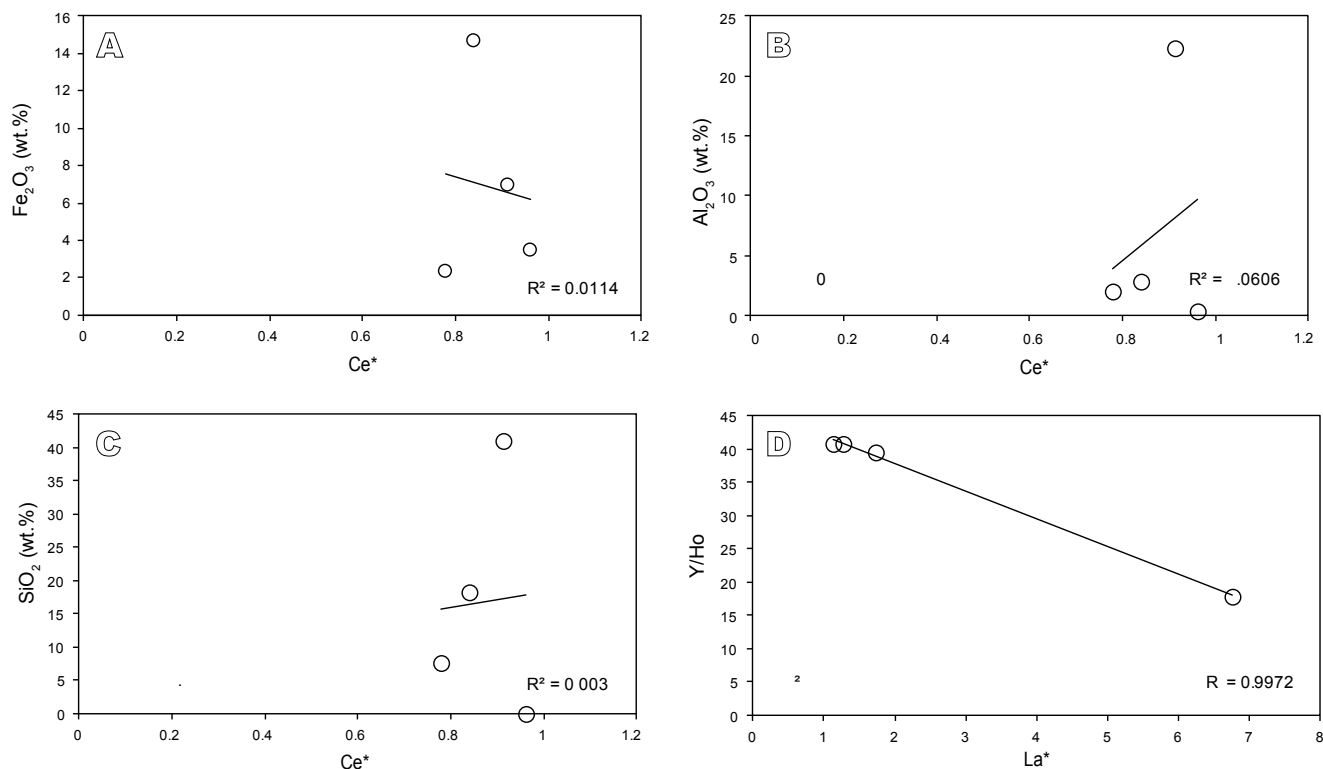 A
Fe₂O₃ (wt.%)
16
14
12
10
8
6
4
2
0
R² = 0.0114
0 0.2 0.4 0.6 0.8 1 1.2
Ce*
B
Al₂O₃ (wt.%)
25
20
15
10
5
0
0 R² = .0606
0 0.2 0.4 0.6 0.8 1 1.2
Ce*
C
SiO₂ (wt.%)
45
40
35
30
25
20
15
10
5
0
. R² = 0 003
0 0.2 0.4 0.6 0.8 1 1.2
Ce*
D
Y/Ho
45
40
35
30
25
20
15
10
5
0
² R = 0.9972
0 1 2 3 4 5 6 7 8
La*